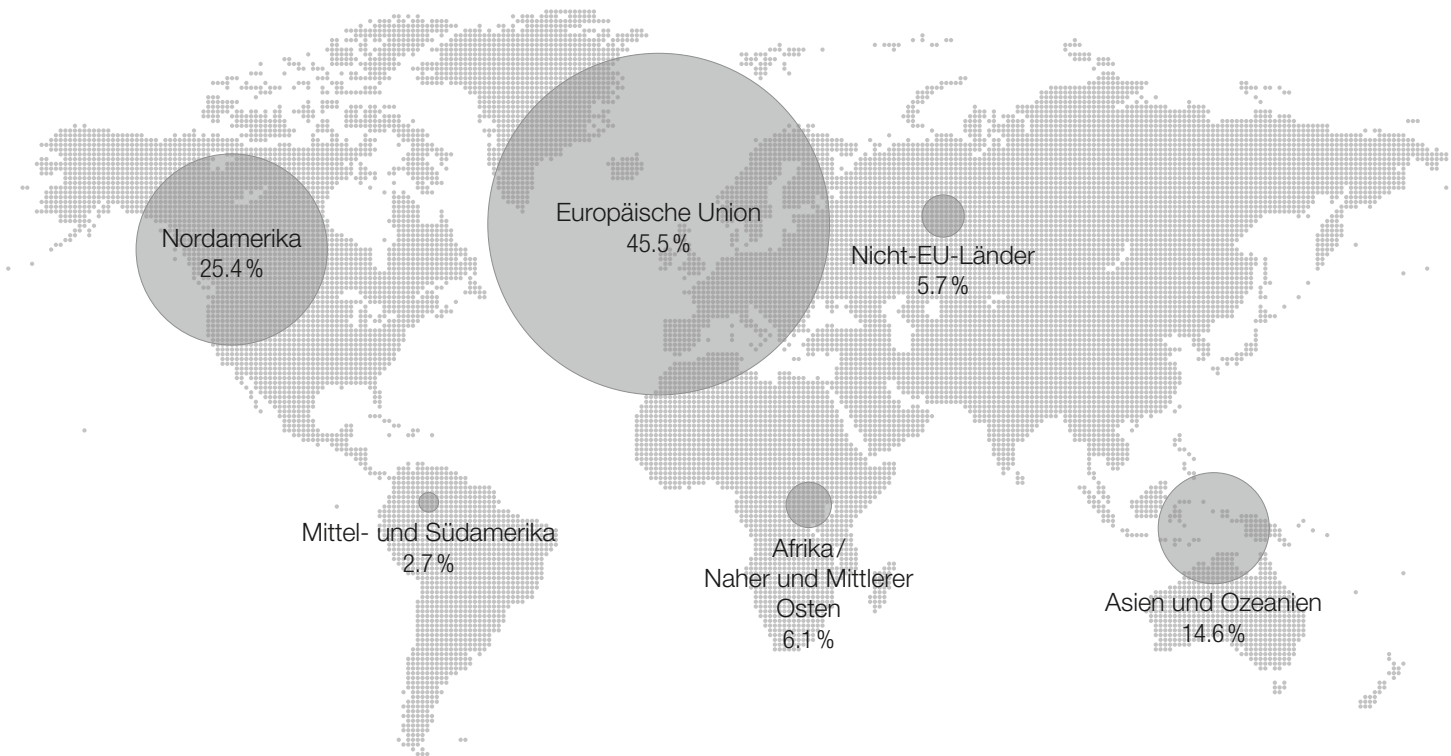 Nordamerika
25.4 %
Europäische Union
45.5 %
Nicht-EU-Länder
5.7 %
Mittel- und Südamerika
2.7 %
Afrika/
Naher und Mittlerer
Osten
6.1 %
Asien und Ozeanien
14.6 %